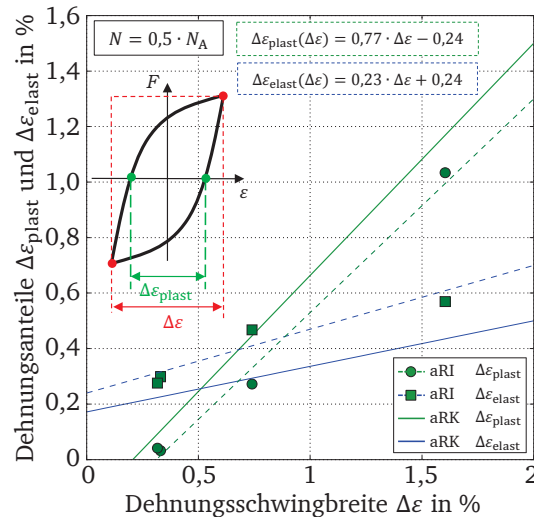 Dehnungsanteile Δε_plast und Δε_elast in %
1,6
1,4
1.2
1,0
0.8
0.6
0.4
0.2
0
N = 0,5 · N_A
Δε_plast(Δε) = 0,77 · Δε − 0,24
Δε_elast(Δε) = 0,23 · Δε + 0,24
F
ε
Δε_plast
Δε
aRI Δε_plast
aRI Δε_elast
aRK Δε_plast
aRK Δε_elast
0 0,5 1 1,5 2
Dehnungsschwingbreite Δε in %